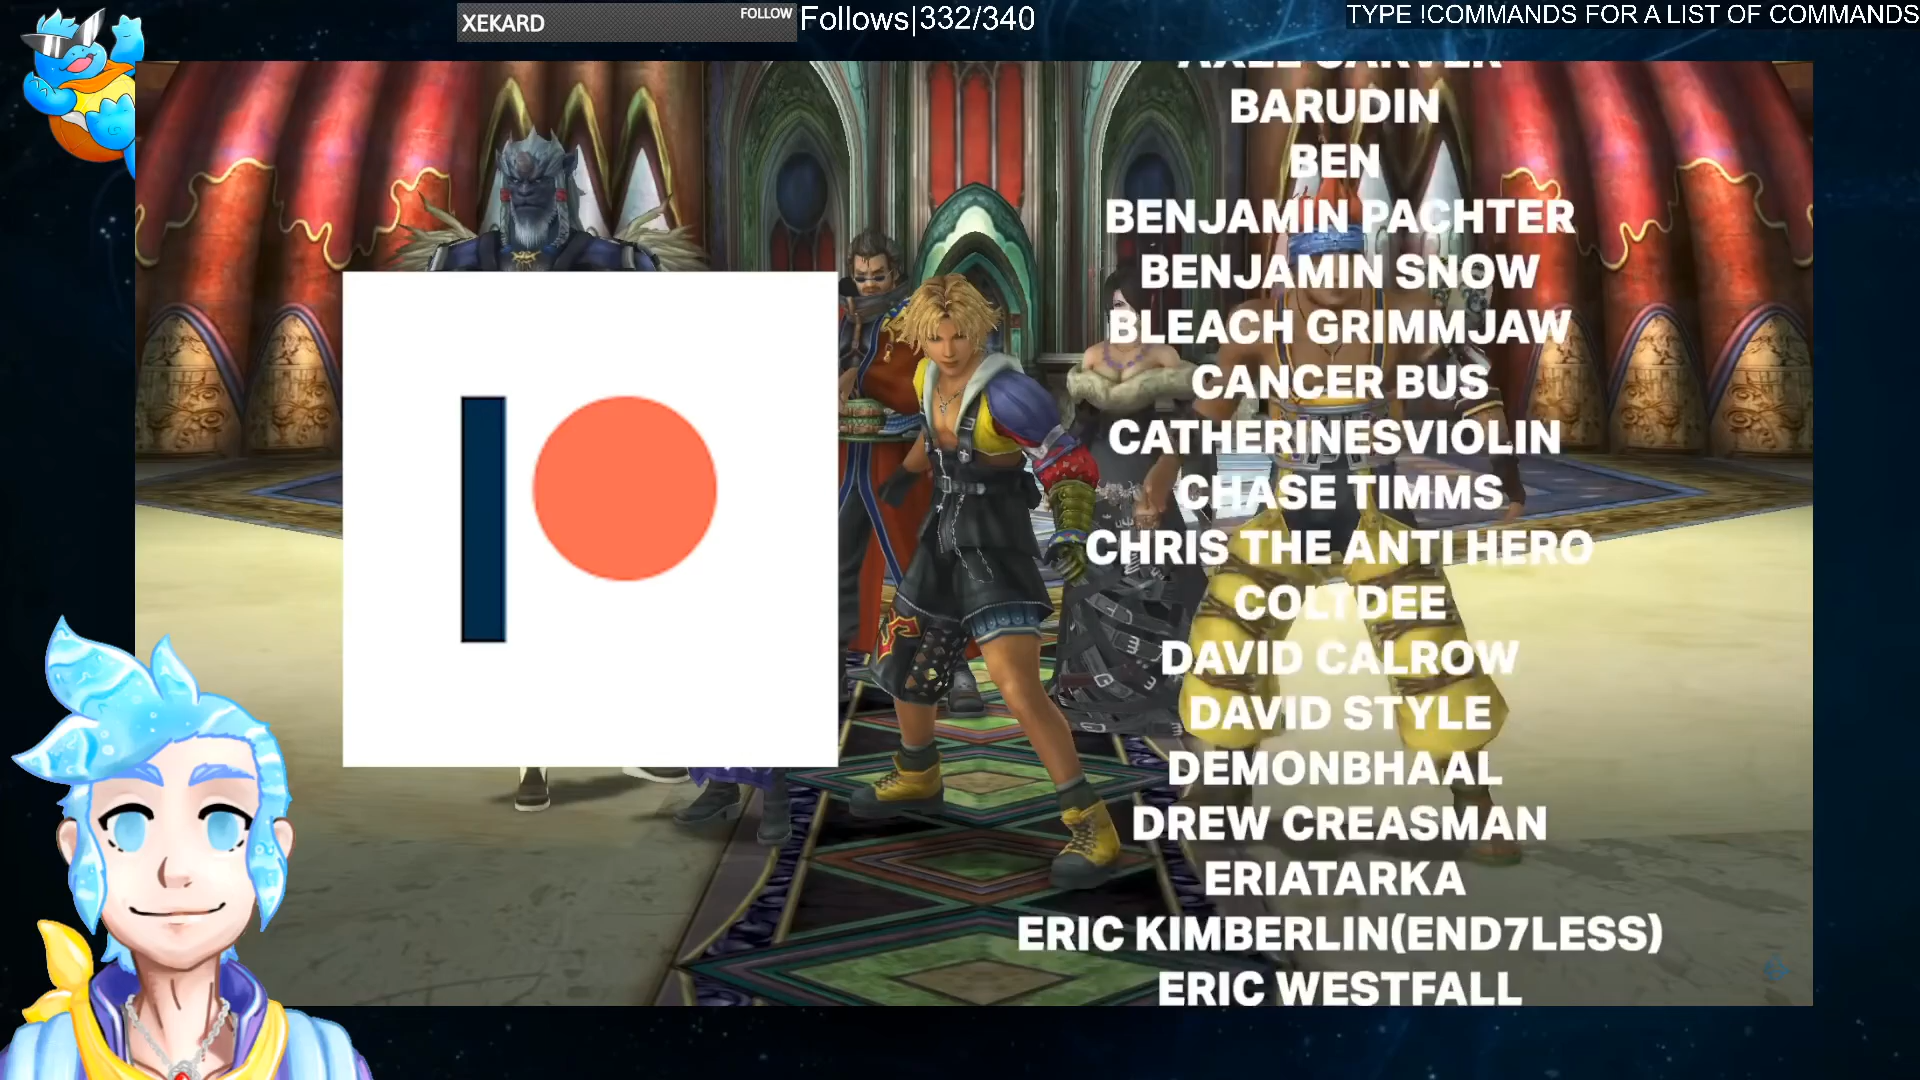 XEKARD
FOLLOW
Follows|332/340
TYPE !COMMANDS FOR A LIST OF COMMANDS
AXEL CARVER
BARUDIN
BEN
BENJAMIN PACHTER
BENJAMIN SNOW
BLEACH GRIMMJAW
CANCER BUS
CATHERINESVIOLIN
CHASE TIMMS
CHRIS THE ANTI HERO
COLTDEE
DAVID CALROW
DAVID STYLE
DEMONBHAAL
DREW CREASMAN
ERIATARKA
ERIC KIMBERLIN(END7LESS)
ERIC WESTFALL